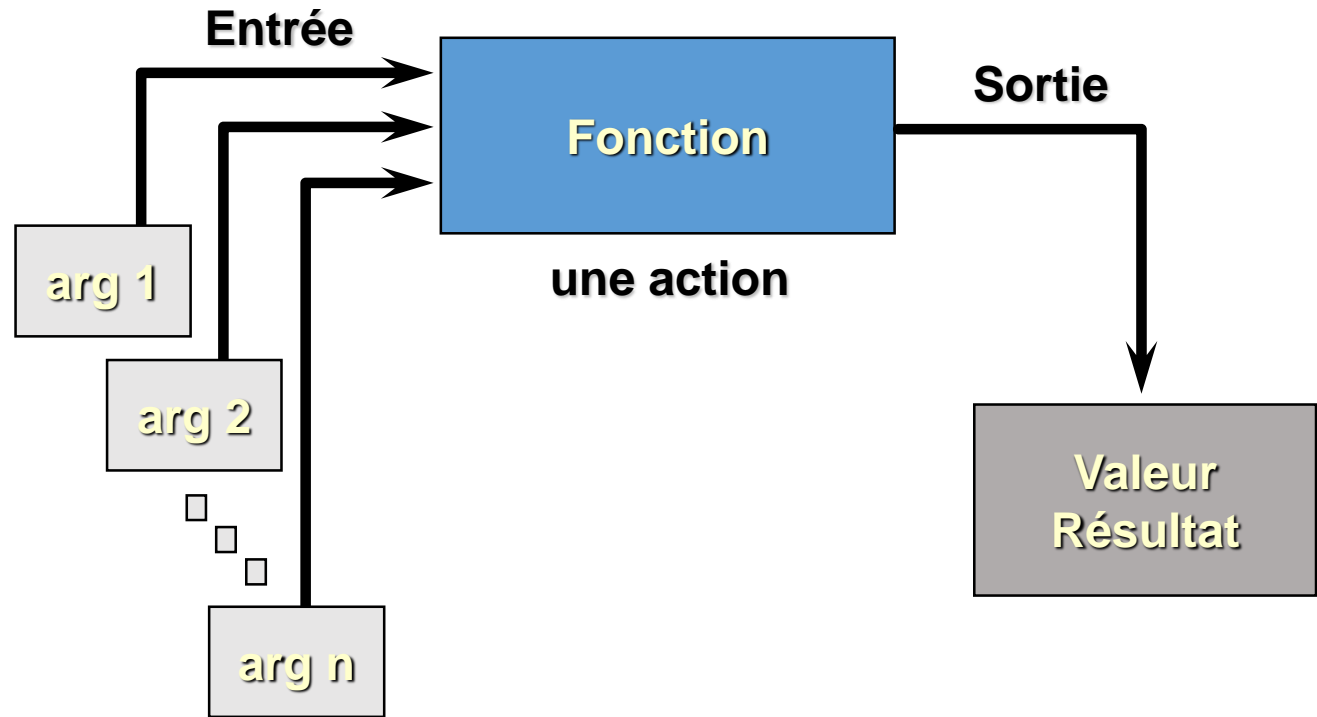 Entrée
Fonction
Sortie
une action
arg 1
arg 2
arg n
Valeur
Résultat